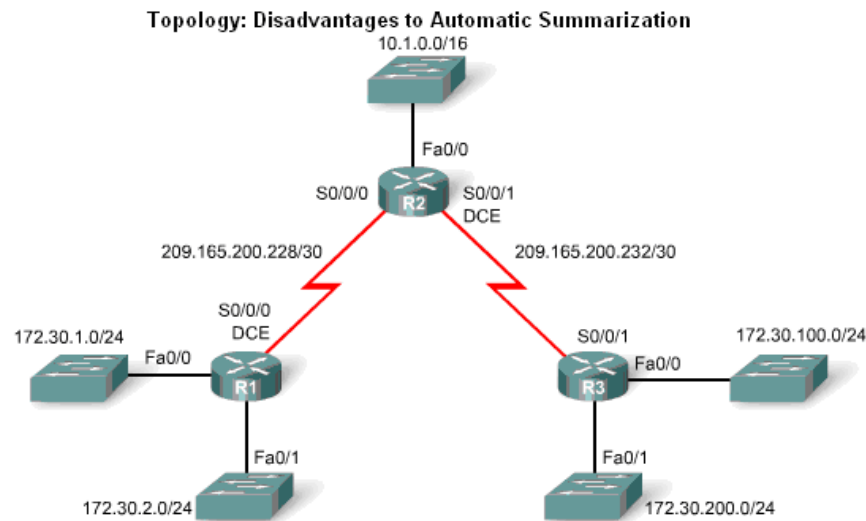 Topology: Disadvantages to Automatic Summarization
10.1.0.0/16
Fa0/0
S0/0/0
R2
S0/0/1
DCE
209.165.200.228/30
209.165.200.232/30
S0/0/0
DCE
S0/0/1
172.30.1.0/24
172.30.100.0/24
Fa0/0
R1
R3
Fa0/0
Fa0/1
Fa0/1
172.30.2.0/24
172.30.200.0/24